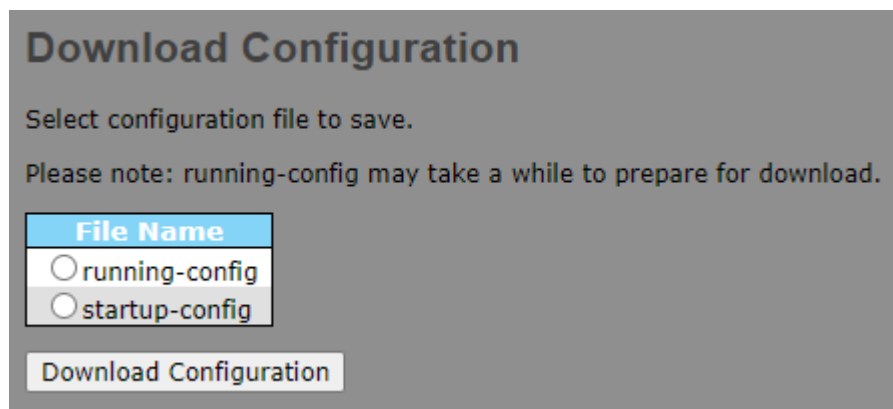 Download Configuration
Select configuration file to save.
Please note: running-config may take a while to prepare for download.
File Name
running-config
startup-config
Download Configuration